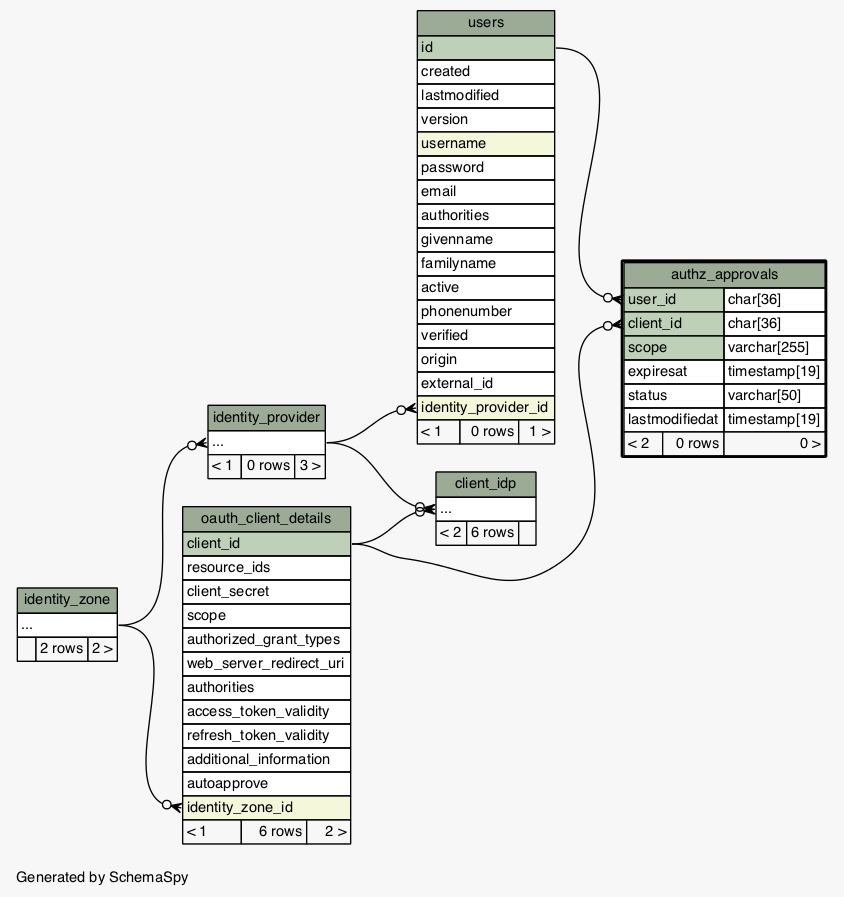 users
id
created
lastmodified
version
username
password
email
authorities
givenname
familyname
active
phonenumber
verified
origin
external_id
identity_provider_id
< 1 0 rows 1 >
authz_approvals
user_id char[36]
client_id char[36]
scope varchar[255]
expiresat timestamp[19]
status varchar[50]
lastmodifiedat timestamp[19]
< 2 0 rows 0 >
identity_provider
...
< 1 0 rows 3 >
client_idp
...
< 2 6 rows
oauth_client_details
client_id
resource_ids
client_secret
scope
authorized_grant_types
web_server_redirect_uri
authorities
access_token_validity
refresh_token_validity
additional_information
autoapprove
identity_zone_id
< 1 6 rows 2 >
identity_zone
...
2 rows 2 >
Generated by SchemaSpy